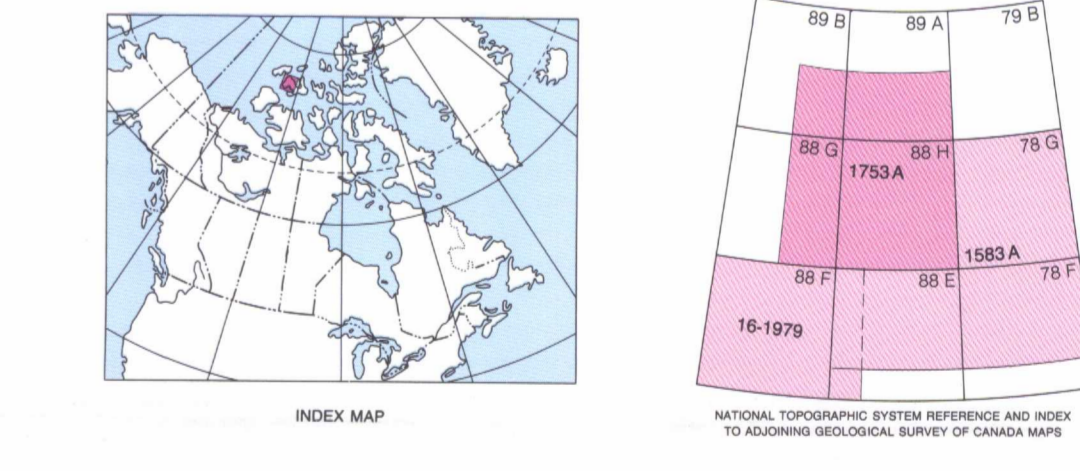 89 B
89 A
79 B
88 G
88 H
78 G
1753 A
1583 A
88 F
88 E
78 F
16-1979
INDEX MAP
NATIONAL TOPOGRAPHIC SYSTEM REFERENCE AND INDEX
TO ADJOINING GEOLOGICAL SURVEY OF CANADA MAPS